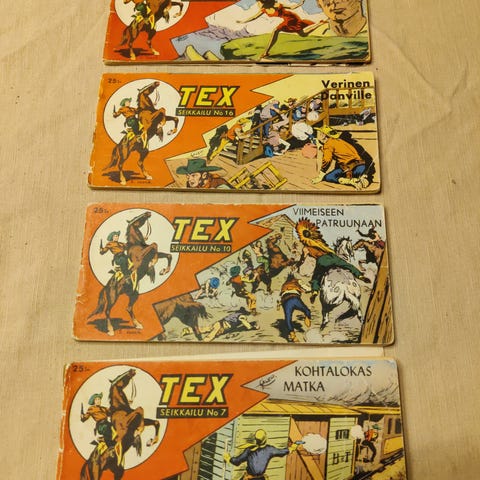 25:-
TEX
SEIKKAILU No 16
Verinen
Danville
25:-
TEX
SEIKKAILU No 10
VIIMEISEEN
PATRUUNAAN
25:-
TEX
SEIKKAILU No 7
KOHTALOKAS
MATKA